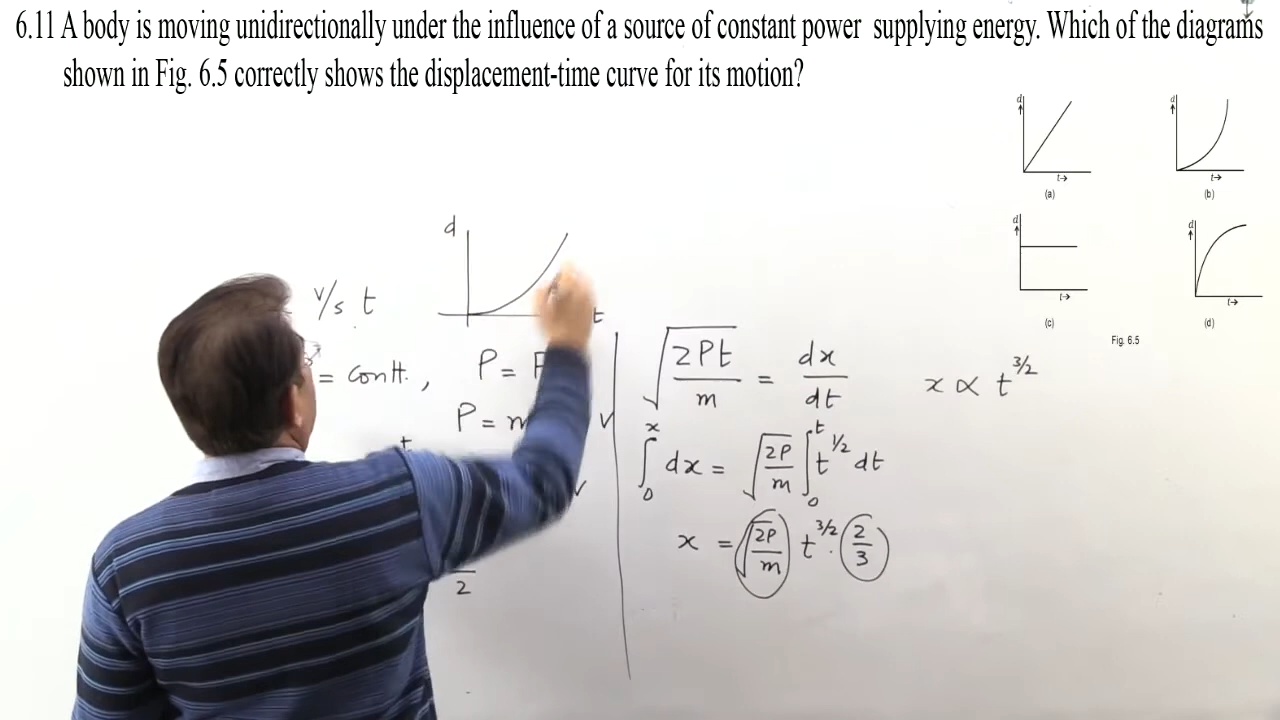 6.11 A body is moving unidirectionally under the influence of a source of constant power supplying energy. Which of the diagrams
shown in Fig. 6.5 correctly shows the displacement-time curve for its motion?
d
t→
(a)
d
t→
(b)
d
t→
(c)
d
t→
(d)
Fig. 6.5
d
t
v/s t
= constt. ,
P =
P = m
t
2
√(2Pt/m) = dx/dt
x ∝ t^3/2
∫₀ˣ dx = √(2P/m) ∫₀ᵗ t^1/2 dt
x = √(2P/m) t^3/2 · (2/3)